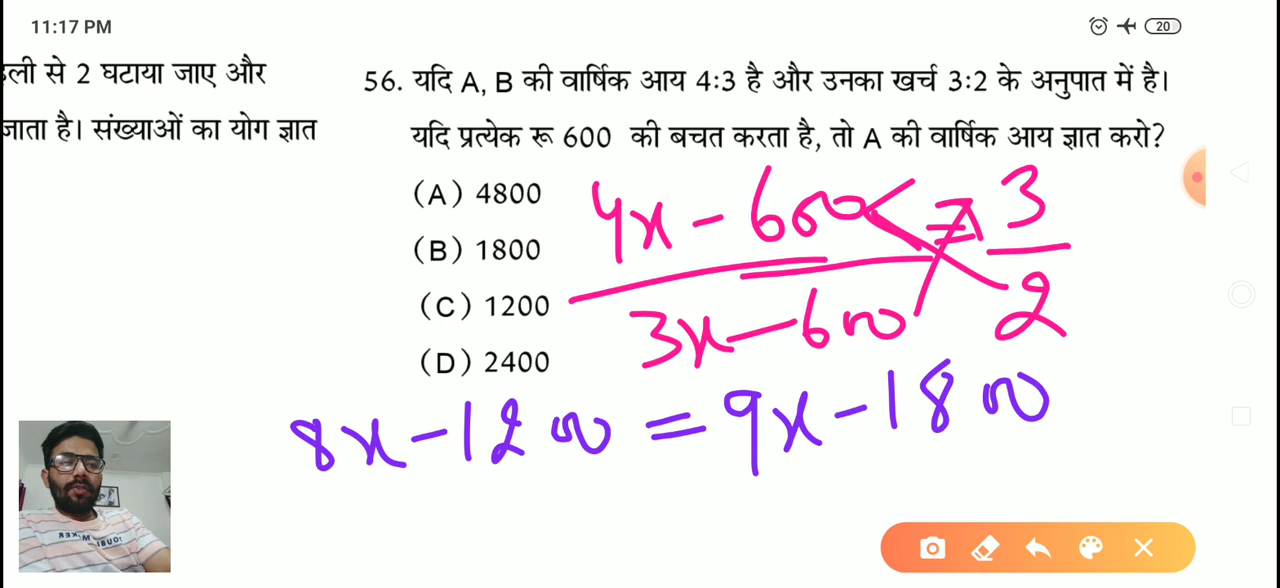 11:17 PM
20
हली से 2 घटाया जाए और
जाता है। संख्याओं का योग ज्ञात
56. यदि A, B की वार्षिक आय 4:3 है और उनका खर्च 3:2 के अनुपात में है।
यदि प्रत्येक रू 600 की बचत करता है, तो A की वार्षिक आय ज्ञात करो?
(A) 4800
(B) 1800
(C) 1200
(D) 2400
4x - 600 = 3
3x - 600 2
8x - 1200 = 9x - 1800